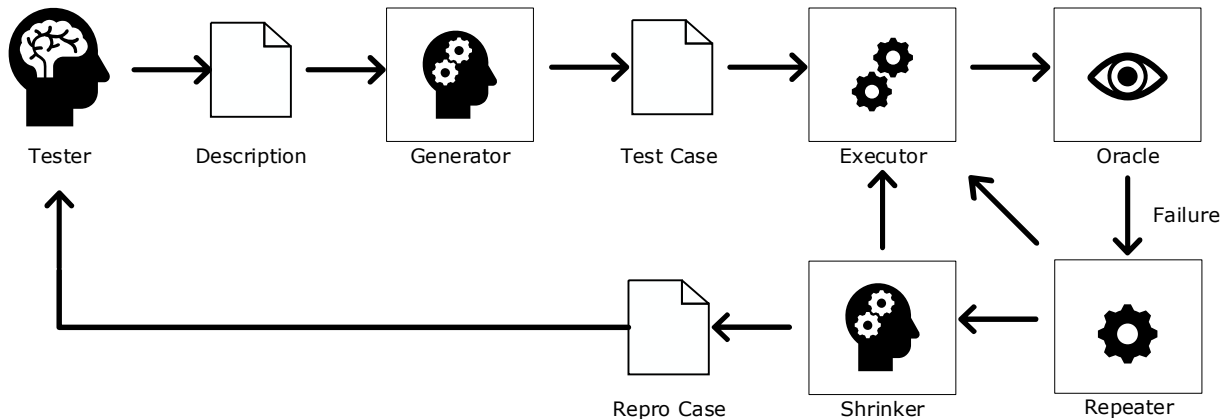 Tester
Description
Generator
Test Case
Executor
Oracle
Failure
Repro Case
Shrinker
Repeater